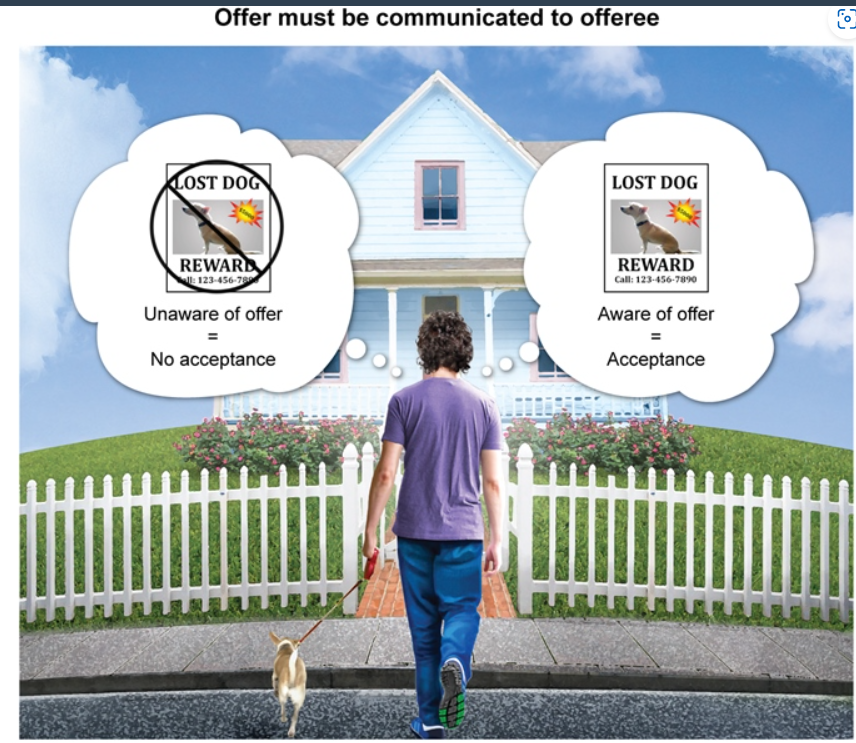 Offer must be communicated to offeree
LOST DOG
REWARD
Call: 123-456-7890
Unaware of offer
=
No acceptance
LOST DOG
REWARD
Call: 123-456-7890
Aware of offer
=
Acceptance